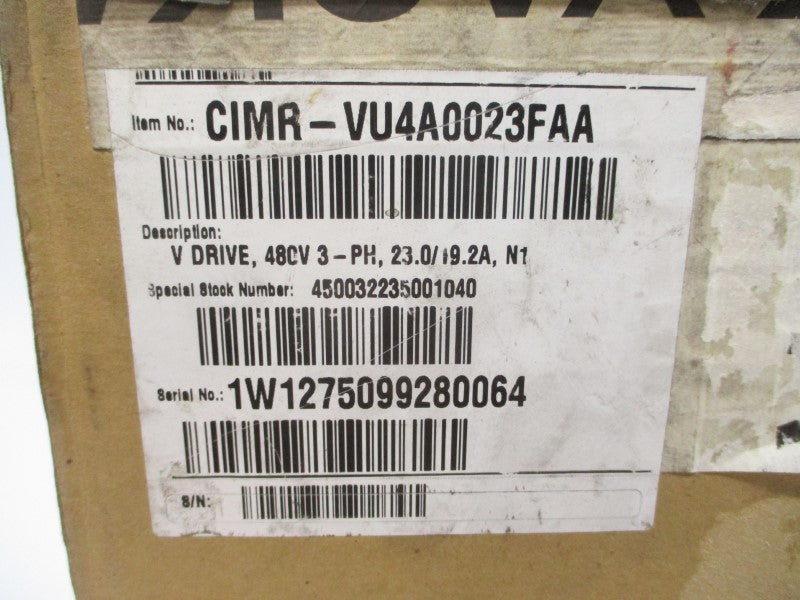 Item No.: CIMR-VU4A0023FAA
Description:
V DRIVE, 480V 3-PH, 23.0/19.2A, N1
Special Stock Number: 450032235001040
Serial No.: 1W1275099280064
S/N: